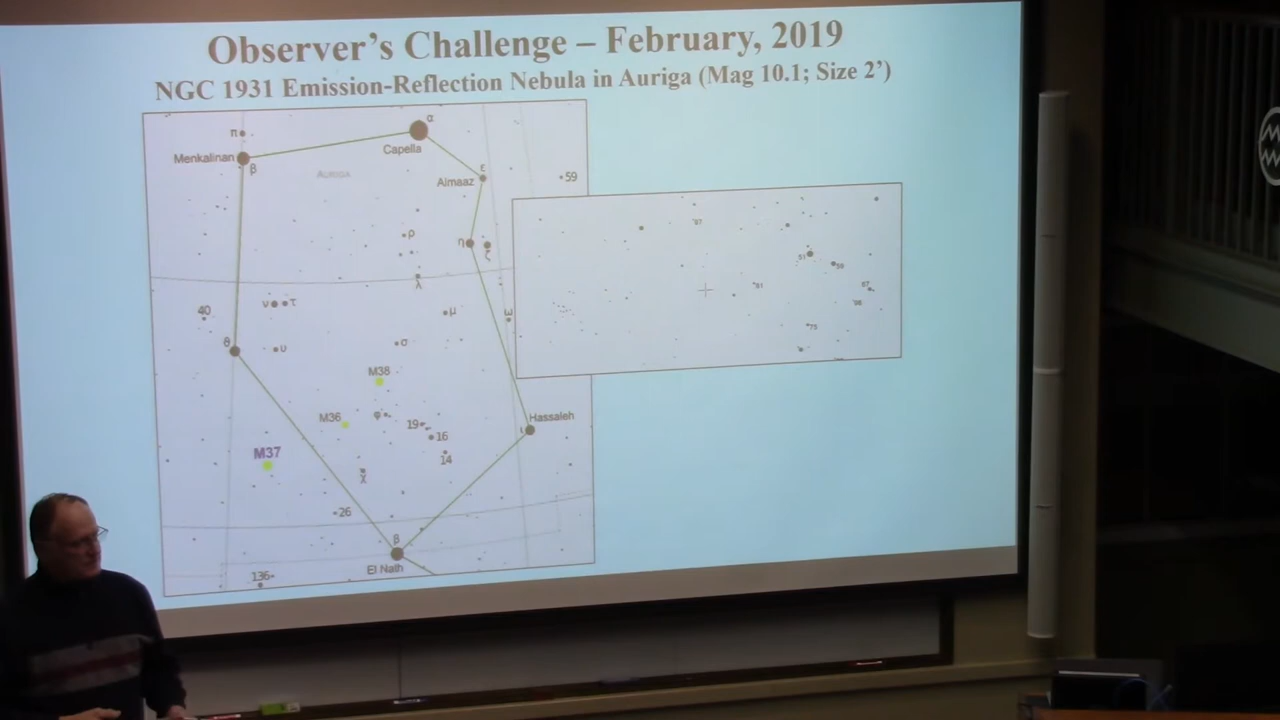 Observer's Challenge – February, 2019
NGC 1931 Emission-Reflection Nebula in Auriga (Mag 10.1; Size 2')
π
α
Menkalinan
β
Capella
AURIGA
ε
Almaaz
59
ρ
η
ζ
λ
40
ν
τ
μ
ω
θ
υ
σ
M38
M36
φ
19
16
14
Hassaleh
ι
M37
χ
26
β
El Nath
136